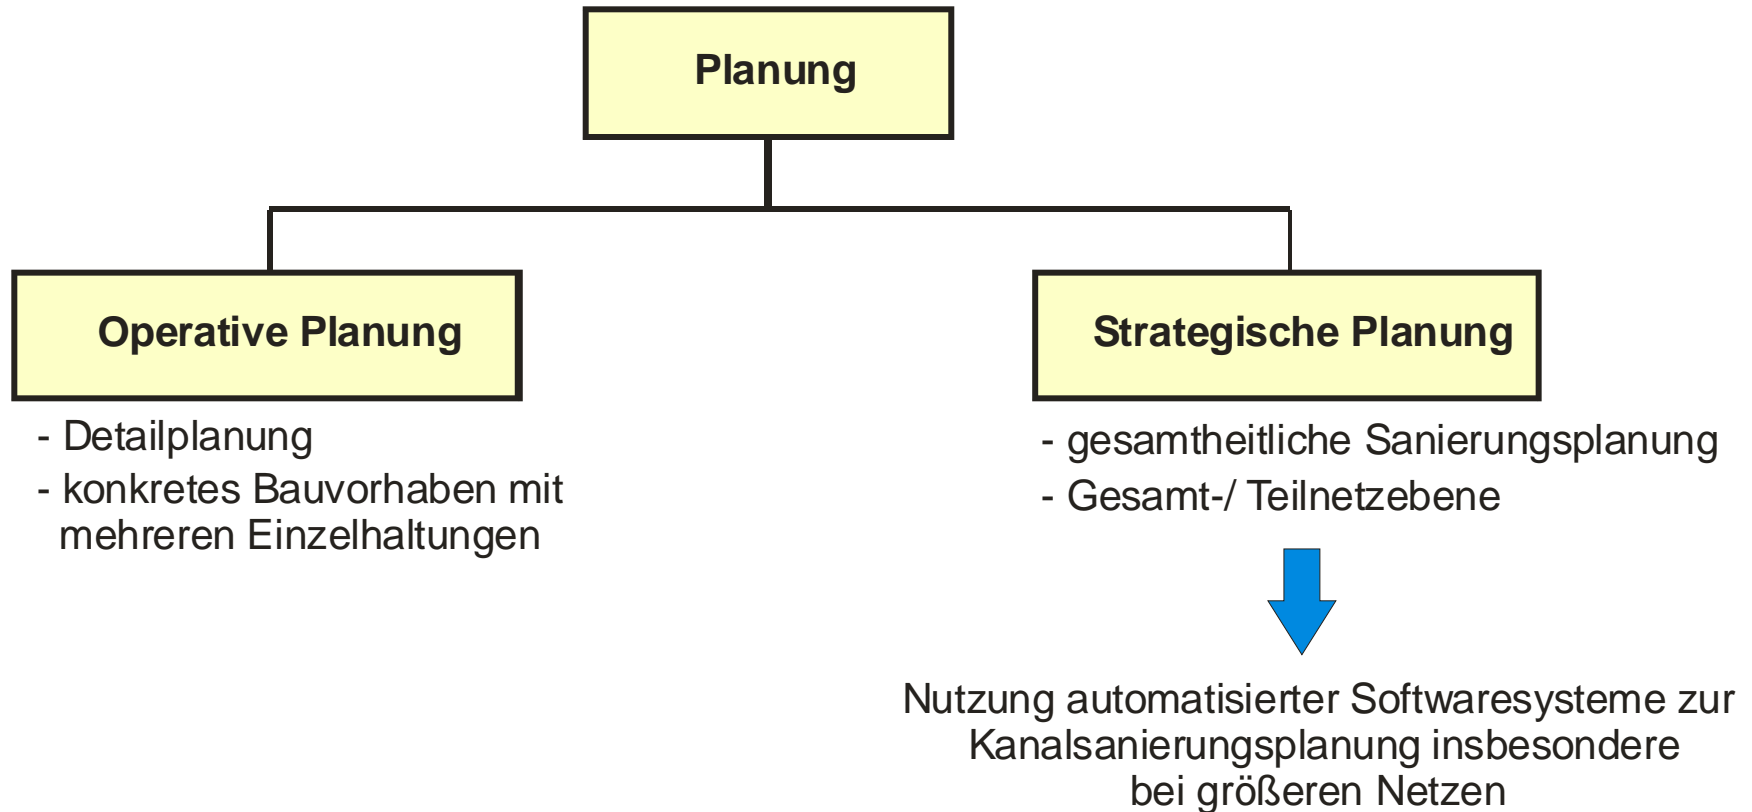 Planung
Operative Planung
- Detailplanung
- konkretes Bauvorhaben mit
mehreren Einzelhaltungen
Strategische Planung
- gesamtheitliche Sanierungsplanung
- Gesamt-/ Teilnetzebene
Nutzung automatisierter Softwaresysteme zur
Kanalsanierungsplanung insbesondere
bei größeren Netzen